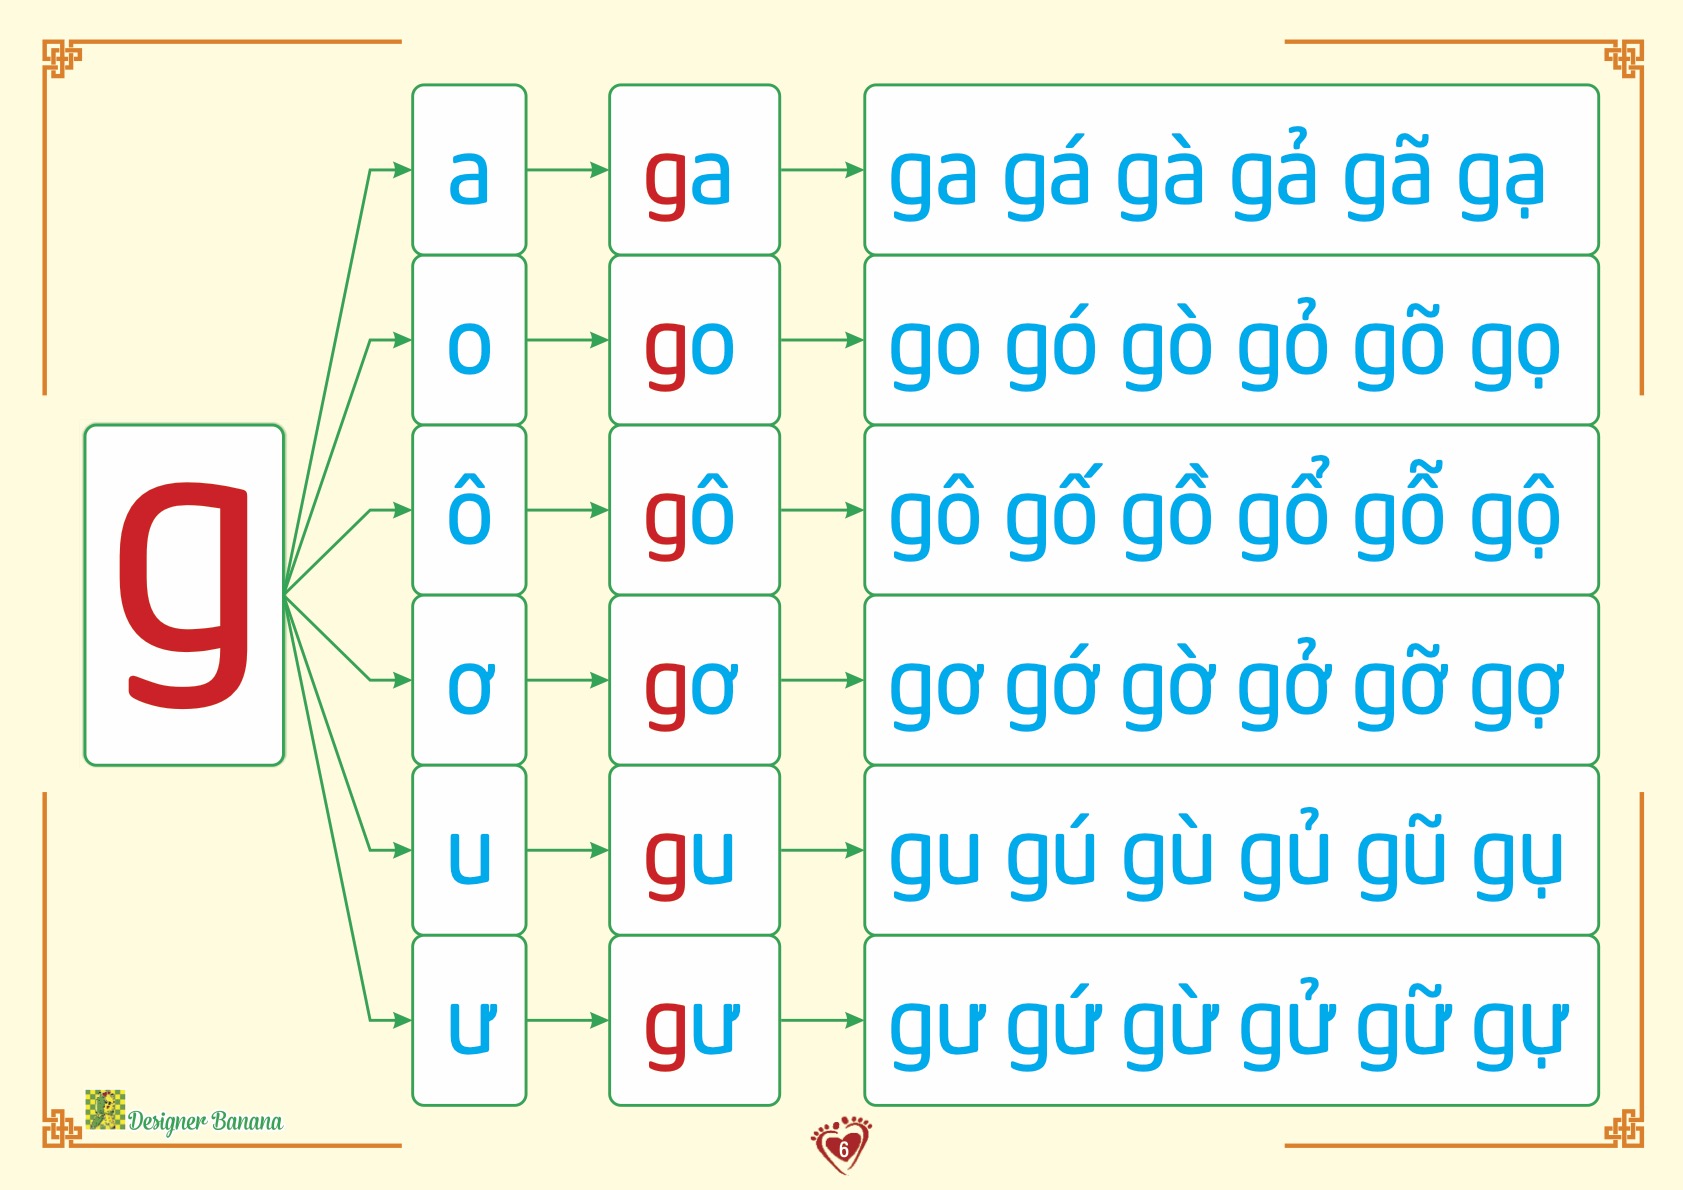 a ga ga gá gà gả gã gạ
o go go gó gò gỏ gõ gọ
ô gô gô gố gồ gổ gỗ gộ
g
ơ gơ gơ gớ gờ gở gỡ gợ
u gu gu gú gù gủ gũ gụ
ư gư gư gứ gừ gử gữ gự
Designer Banana
6